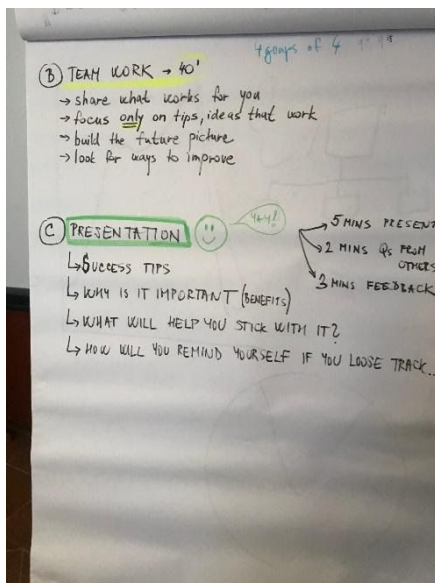 4 groups of 4
B TEAM WORK → 40'
→ share what works for you
→ focus only on tips, ideas that work
→ build the future picture
→ look for ways to improve
C PRESENTATION
YAY!
↳ SUCCESS TIPS
↳ WHY IS IT IMPORTANT (BENEFITS)
↳ WHAT WILL HELP YOU STICK WITH IT?
↳ HOW WILL YOU REMIND YOURSELF IF YOU LOOSE TRACK...
→ 5 MINS PRESENT
→ 2 MINS Qs FROM
OTHERS
→ 3 MINS FEEDBACK